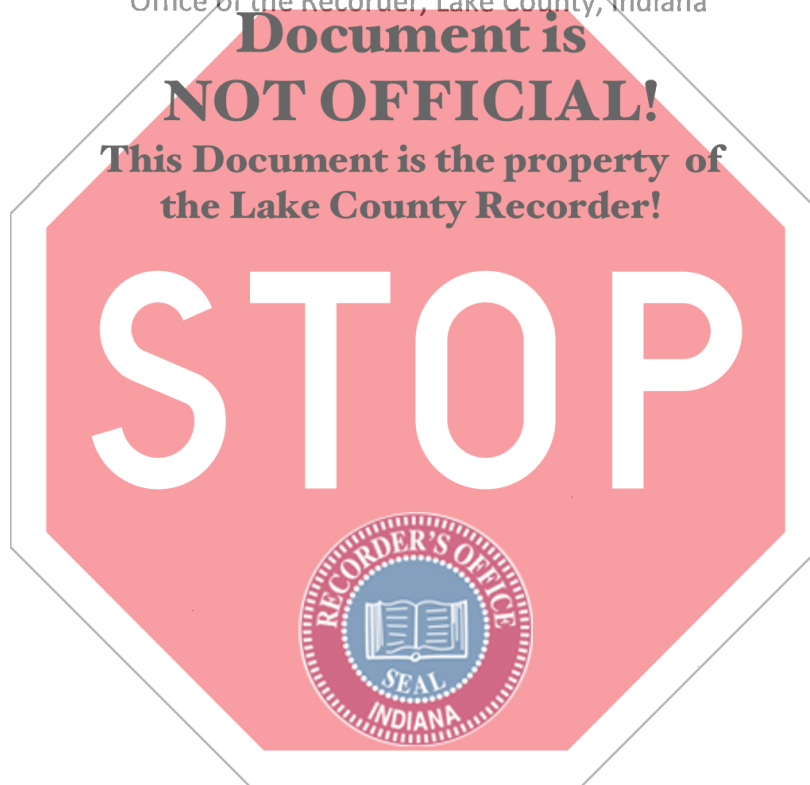 Office of the Recorder, Lake County, Indiana
Document is
NOT OFFICIAL!
This Document is the property of
the Lake County Recorder!
STOP
RECORDER'S OFFICE
SEAL
INDIANA